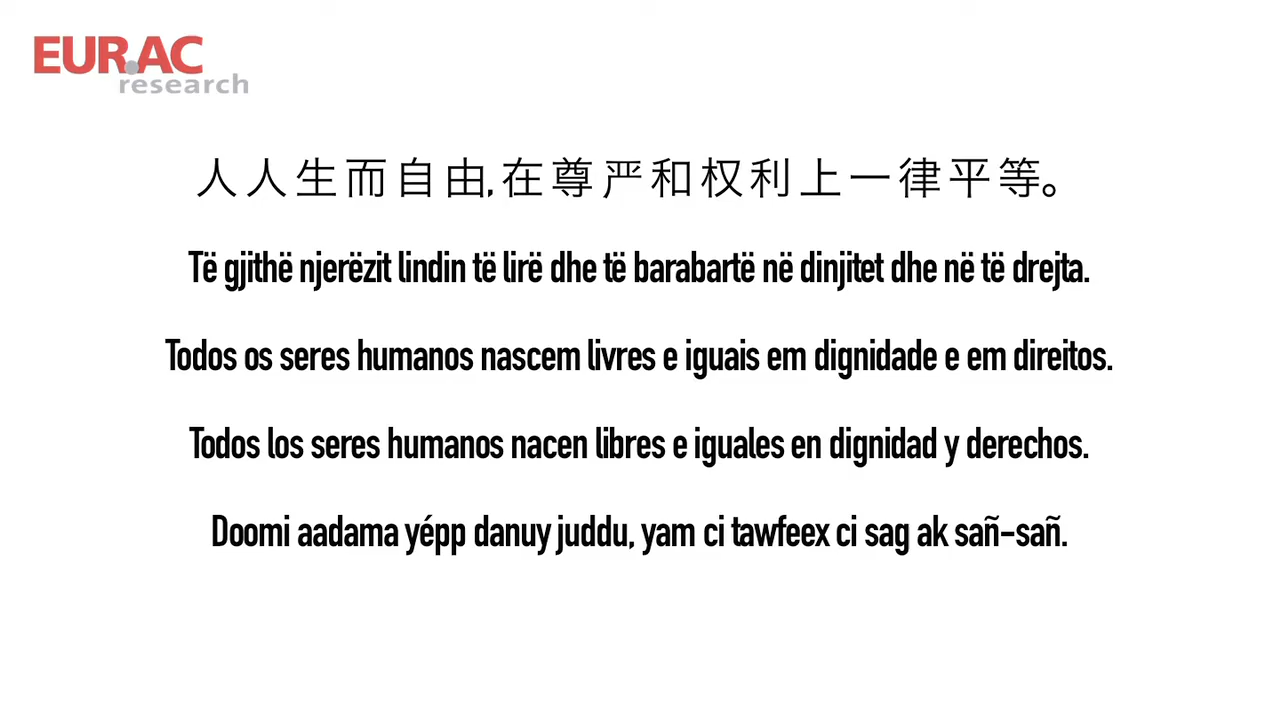 EUR.AC
research
人人生而自由,在尊严和权利上一律平等。
Të gjithë njerëzit lindin të lirë dhe të barabartë në dinjitet dhe në të drejta.
Todos os seres humanos nascem livres e iguais em dignidade e em direitos.
Todos los seres humanos nacen libres e iguales en dignidad y derechos.
Doomi aadama yépp danuy juddu, yam ci tawfeex ci sag ak sañ-sañ.